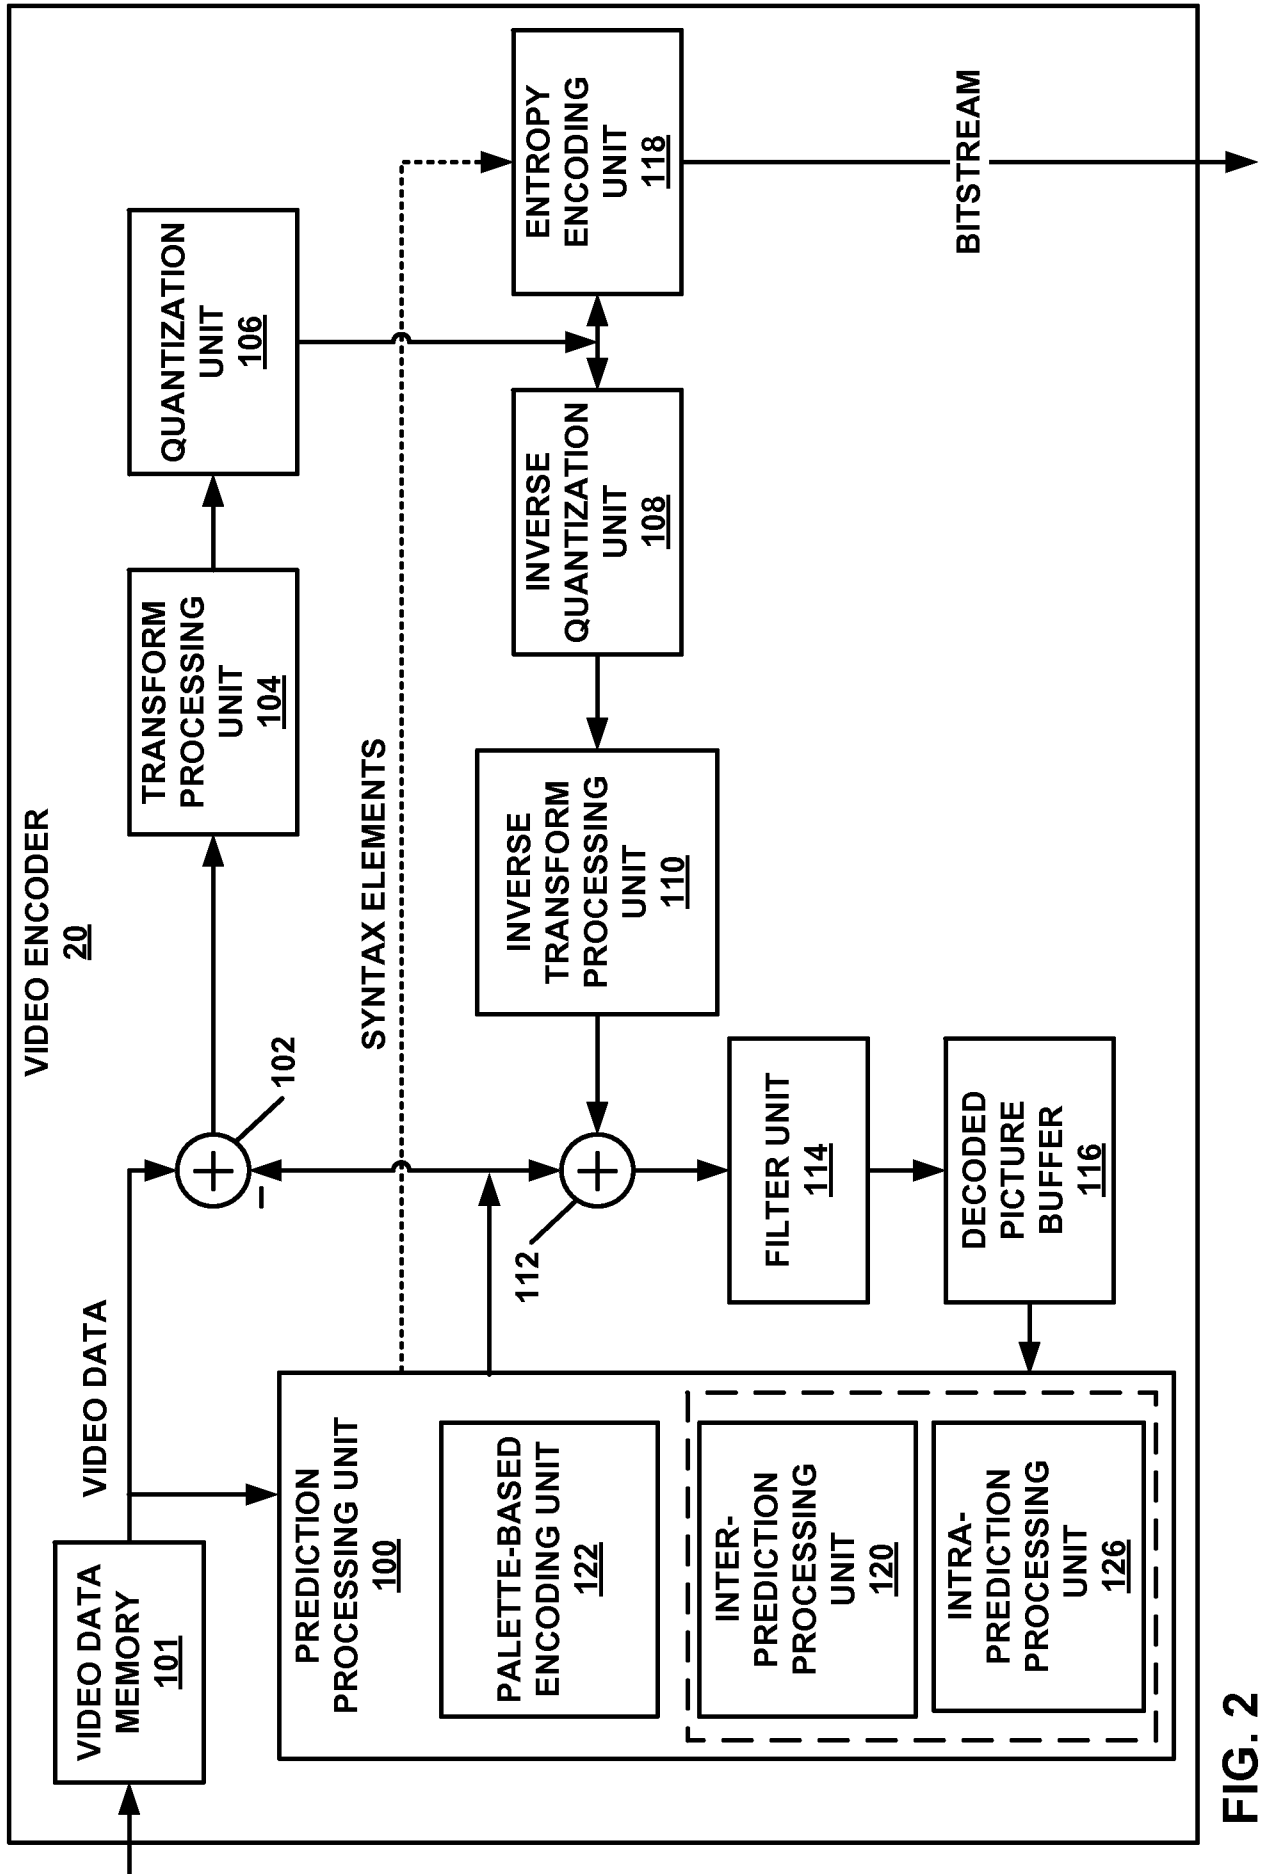 VIDEO ENCODER
20
VIDEO DATA
MEMORY
101
VIDEO DATA
102
–
TRANSFORM
PROCESSING
UNIT
104
QUANTIZATION
UNIT
106
SYNTAX ELEMENTS
PREDICTION
PROCESSING UNIT
100
PALETTE-BASED
ENCODING UNIT
122
INTER-
PREDICTION
PROCESSING
UNIT
120
INTRA-
PREDICTION
PROCESSING
UNIT
126
112
INVERSE
TRANSFORM
PROCESSING
UNIT
110
INVERSE
QUANTIZATION
UNIT
108
ENTROPY
ENCODING
UNIT
118
FILTER UNIT
114
DECODED
PICTURE
BUFFER
116
BITSTREAM
FIG. 2